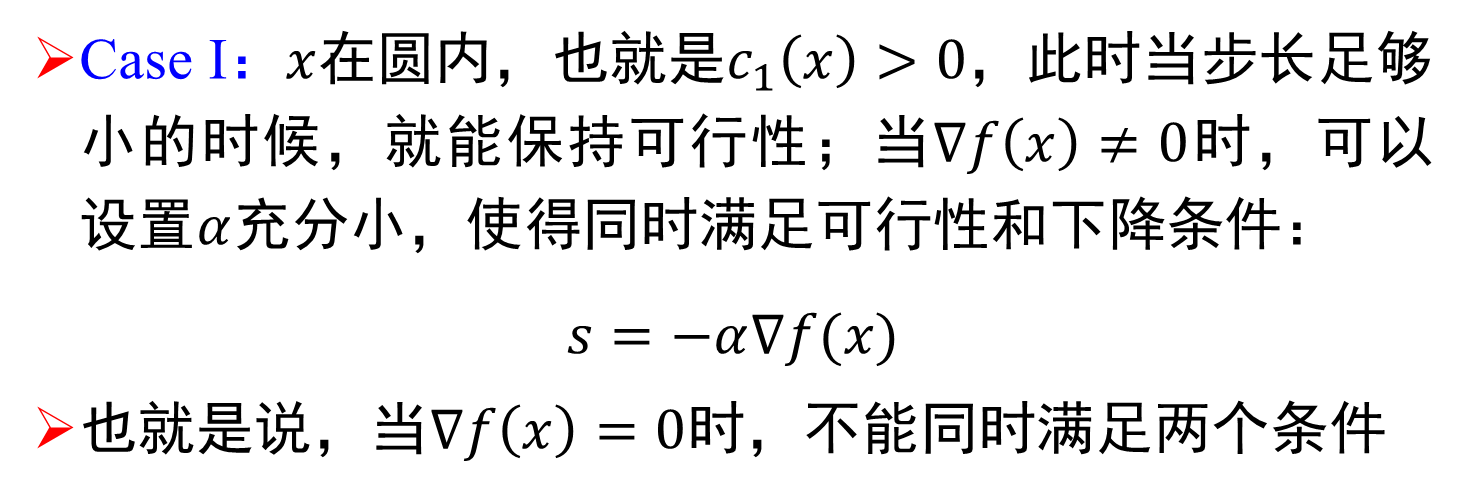 ➢Case I：𝑥在圆内，也就是𝑐₁(𝑥) > 0，此时当步长足够
小的时候，就能保持可行性；当∇𝑓(𝑥) ≠ 0时，可以
设置𝛼充分小，使得同时满足可行性和下降条件：
𝑠 = −𝛼∇𝑓(𝑥)
➢也就是说，当∇𝑓(𝑥) = 0时，不能同时满足两个条件